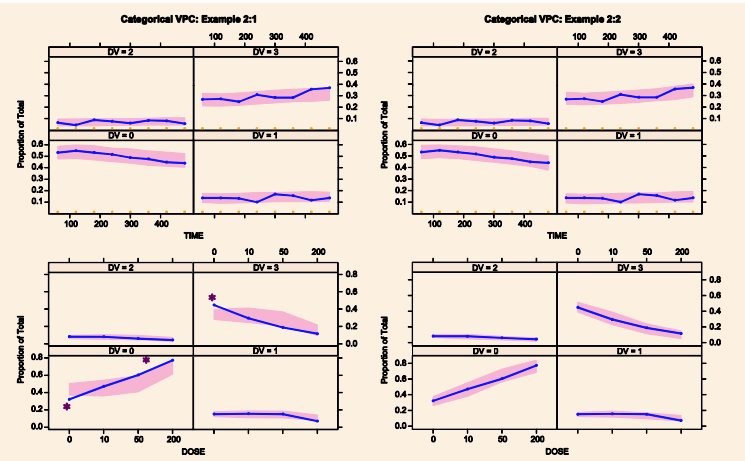 Categorical VPC: Example 2:1
Categorical VPC: Example 2:2
100 200 300 400
100 200 300 400
TIME
TIME
DV = 2 DV = 3
DV = 2 DV = 3
0.6
0.5
0.4
0.3
0.2
0.1
0.6
0.5
0.4
0.3
0.2
0.1
Proportion of Total
Proportion of Total
DV = 0 DV = 1
DV = 0 DV = 1
0.6
0.5
0.4
0.3
0.2
0.1
0.6
0.5
0.4
0.3
0.2
0.1
100 200 300 400
100 200 300 400
TIME
TIME
0 10 50 200
0 10 50 200
DV = 2 DV = 3
DV = 2 DV = 3
0.8
0.6
0.4
0.2
0.0
0.8
0.6
0.4
0.2
0.0
Proportion of Total
Proportion of Total
DV = 0 DV = 1
DV = 0 DV = 1
0.8
0.6
0.4
0.2
0.0
0.8
0.6
0.4
0.2
0.0
0 10 50 200
0 10 50 200
DOSE
DOSE